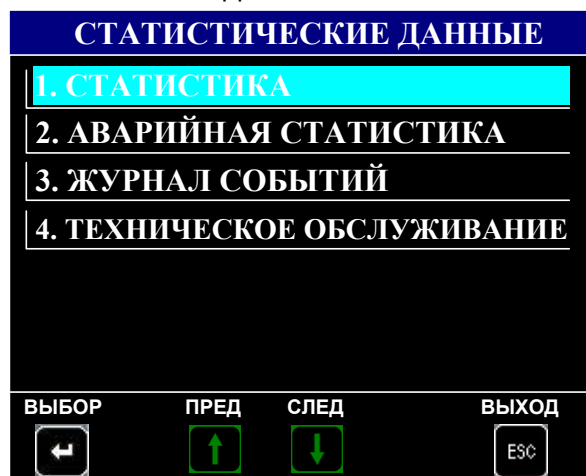 СТАТИСТИЧЕСКИЕ ДАННЫЕ
1. СТАТИСТИКА
2. АВАРИЙНАЯ СТАТИСТИКА
3. ЖУРНАЛ СОБЫТИЙ
4. ТЕХНИЧЕСКОЕ ОБСЛУЖИВАНИЕ
ВЫБОР ПРЕД СЛЕД ВЫХОД
ESC